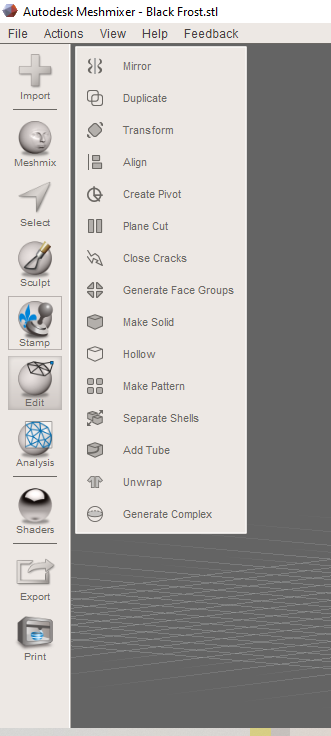 Autodesk Meshmixer - Black Frost.stl
File Actions View Help Feedback
Import
Meshmix
Select
Sculpt
Stamp
Edit
Analysis
Shaders
Export
Print
Mirror
Duplicate
Transform
Align
Create Pivot
Plane Cut
Close Cracks
Generate Face Groups
Make Solid
Hollow
Make Pattern
Separate Shells
Add Tube
Unwrap
Generate Complex